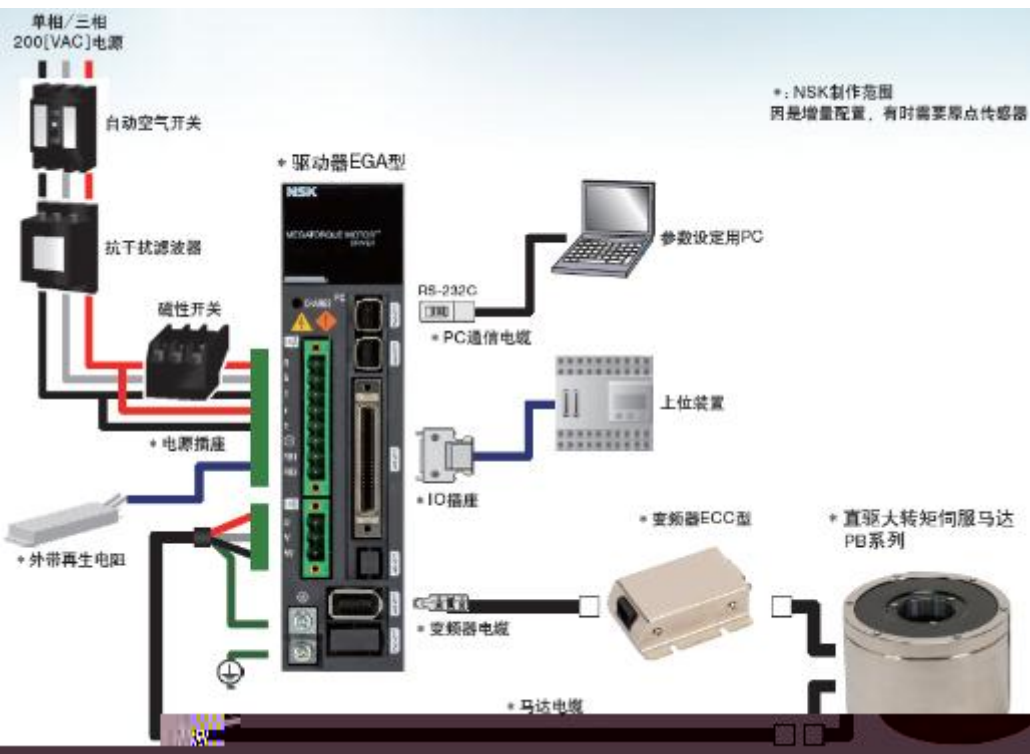 单相/三相
200[VAC]电源
*:NSK制作范围
因是增量配置，有时需要原点传感器
自动空气开关
*驱动器EGA型
NSK
MEGATORQUE MOTOR™
DRIVER
抗干扰滤波器
参数设定用PC
RS-232C
CHARGE
磁性开关
*PC通信电缆
上位装置
*电源插座
*IO插座
*变频器ECC型
*直驱大转矩伺服马达
PB系列
*外带再生电阻
*变频器电缆
*马达电缆